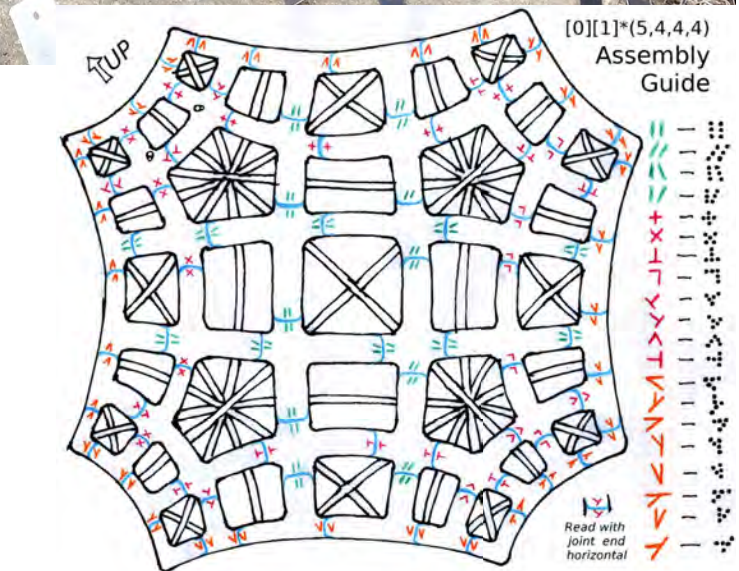 [0][1]*(5,4,4,4)
Assembly
Guide
UP
Read with
joint end
horizontal